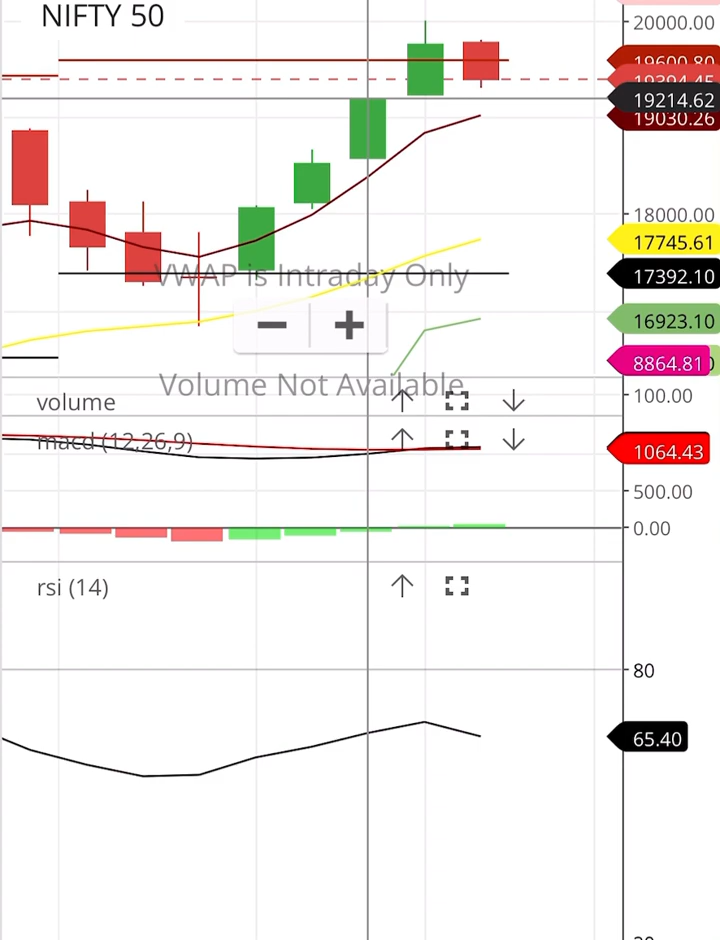 NIFTY 50
20000.00
19600.80
19394.45
19214.62
19030.26
18000.00
17745.61
VWAP is Intraday Only
17392.10
16923.10
8864.81
Volume Not Available
volume
100.00
macd (12,26,9)
1064.43
500.00
0.00
rsi (14)
80
65.40